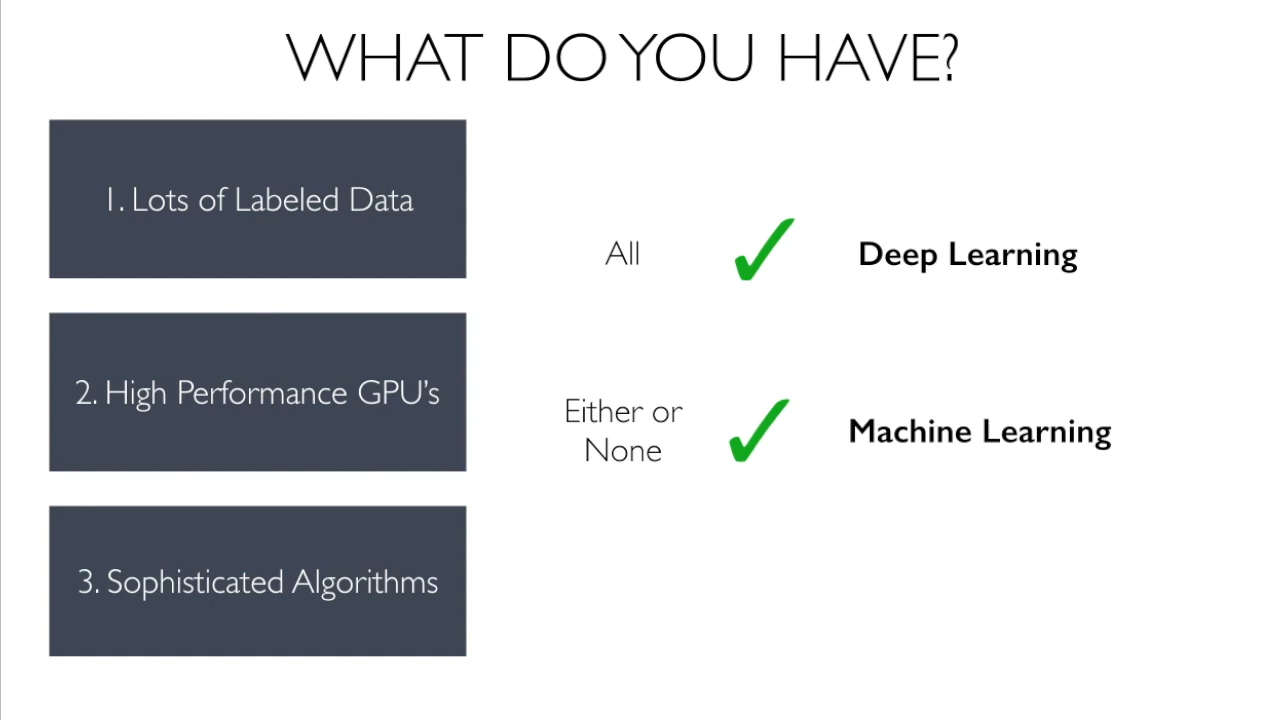 WHAT DO YOU HAVE?
1. Lots of Labeled Data
2. High Performance GPU's
3. Sophisticated Algorithms
All
Deep Learning
Either or
None
Machine Learning